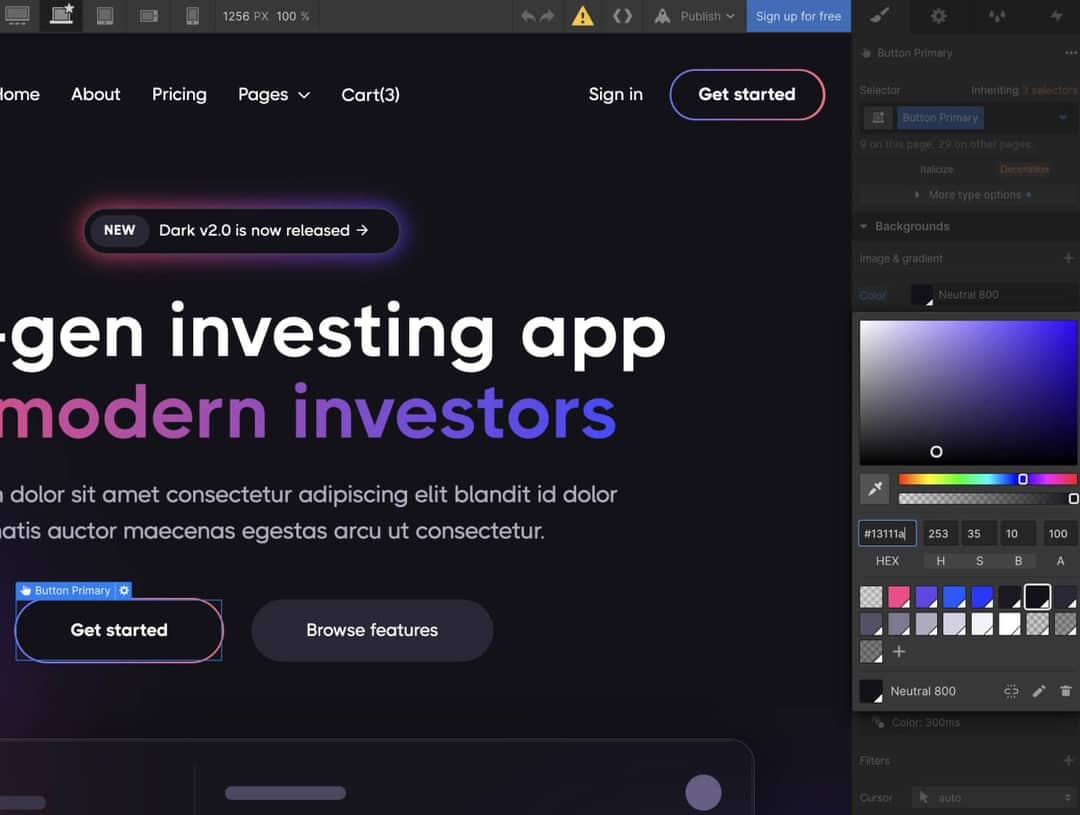 1256 PX 100 %
Publish
Sign up for free
Home About Pricing Pages Cart(3) Sign in Get started
NEW Dark v2.0 is now released →
-gen investing app
modern investors
dolor sit amet consectetur adipiscing elit blandit id dolor
natis auctor maecenas egestas arcu ut consectetur.
Button Primary
Get started
Browse features
Button Primary
Selector Inheriting 3 selectors
Button Primary
9 on this page, 29 on other pages.
Italicize Decoration
More type options
Backgrounds
Image & gradient +
Color Neutral 800
#13111a 253 35 10 100
HEX H S B A
+
Neutral 800
Color: 300ms
Filters +
Cursor auto